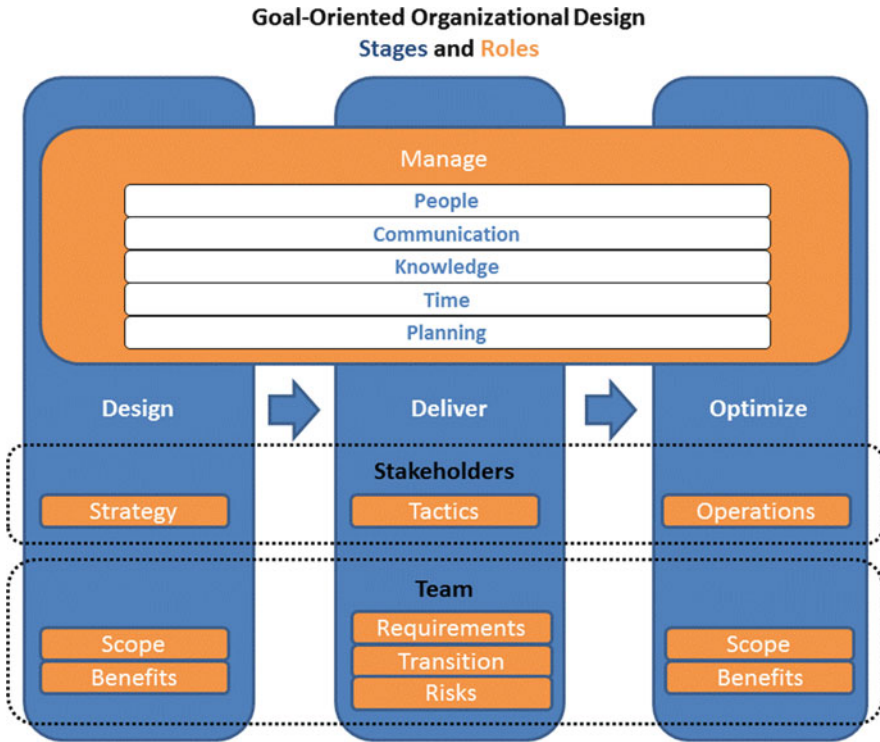 Goal-Oriented Organizational Design
Stages and Roles
Manage
People
Communication
Knowledge
Time
Planning
Design
Deliver
Optimize
Stakeholders
Strategy
Tactics
Operations
Team
Scope
Benefits
Requirements
Transition
Risks
Scope
Benefits